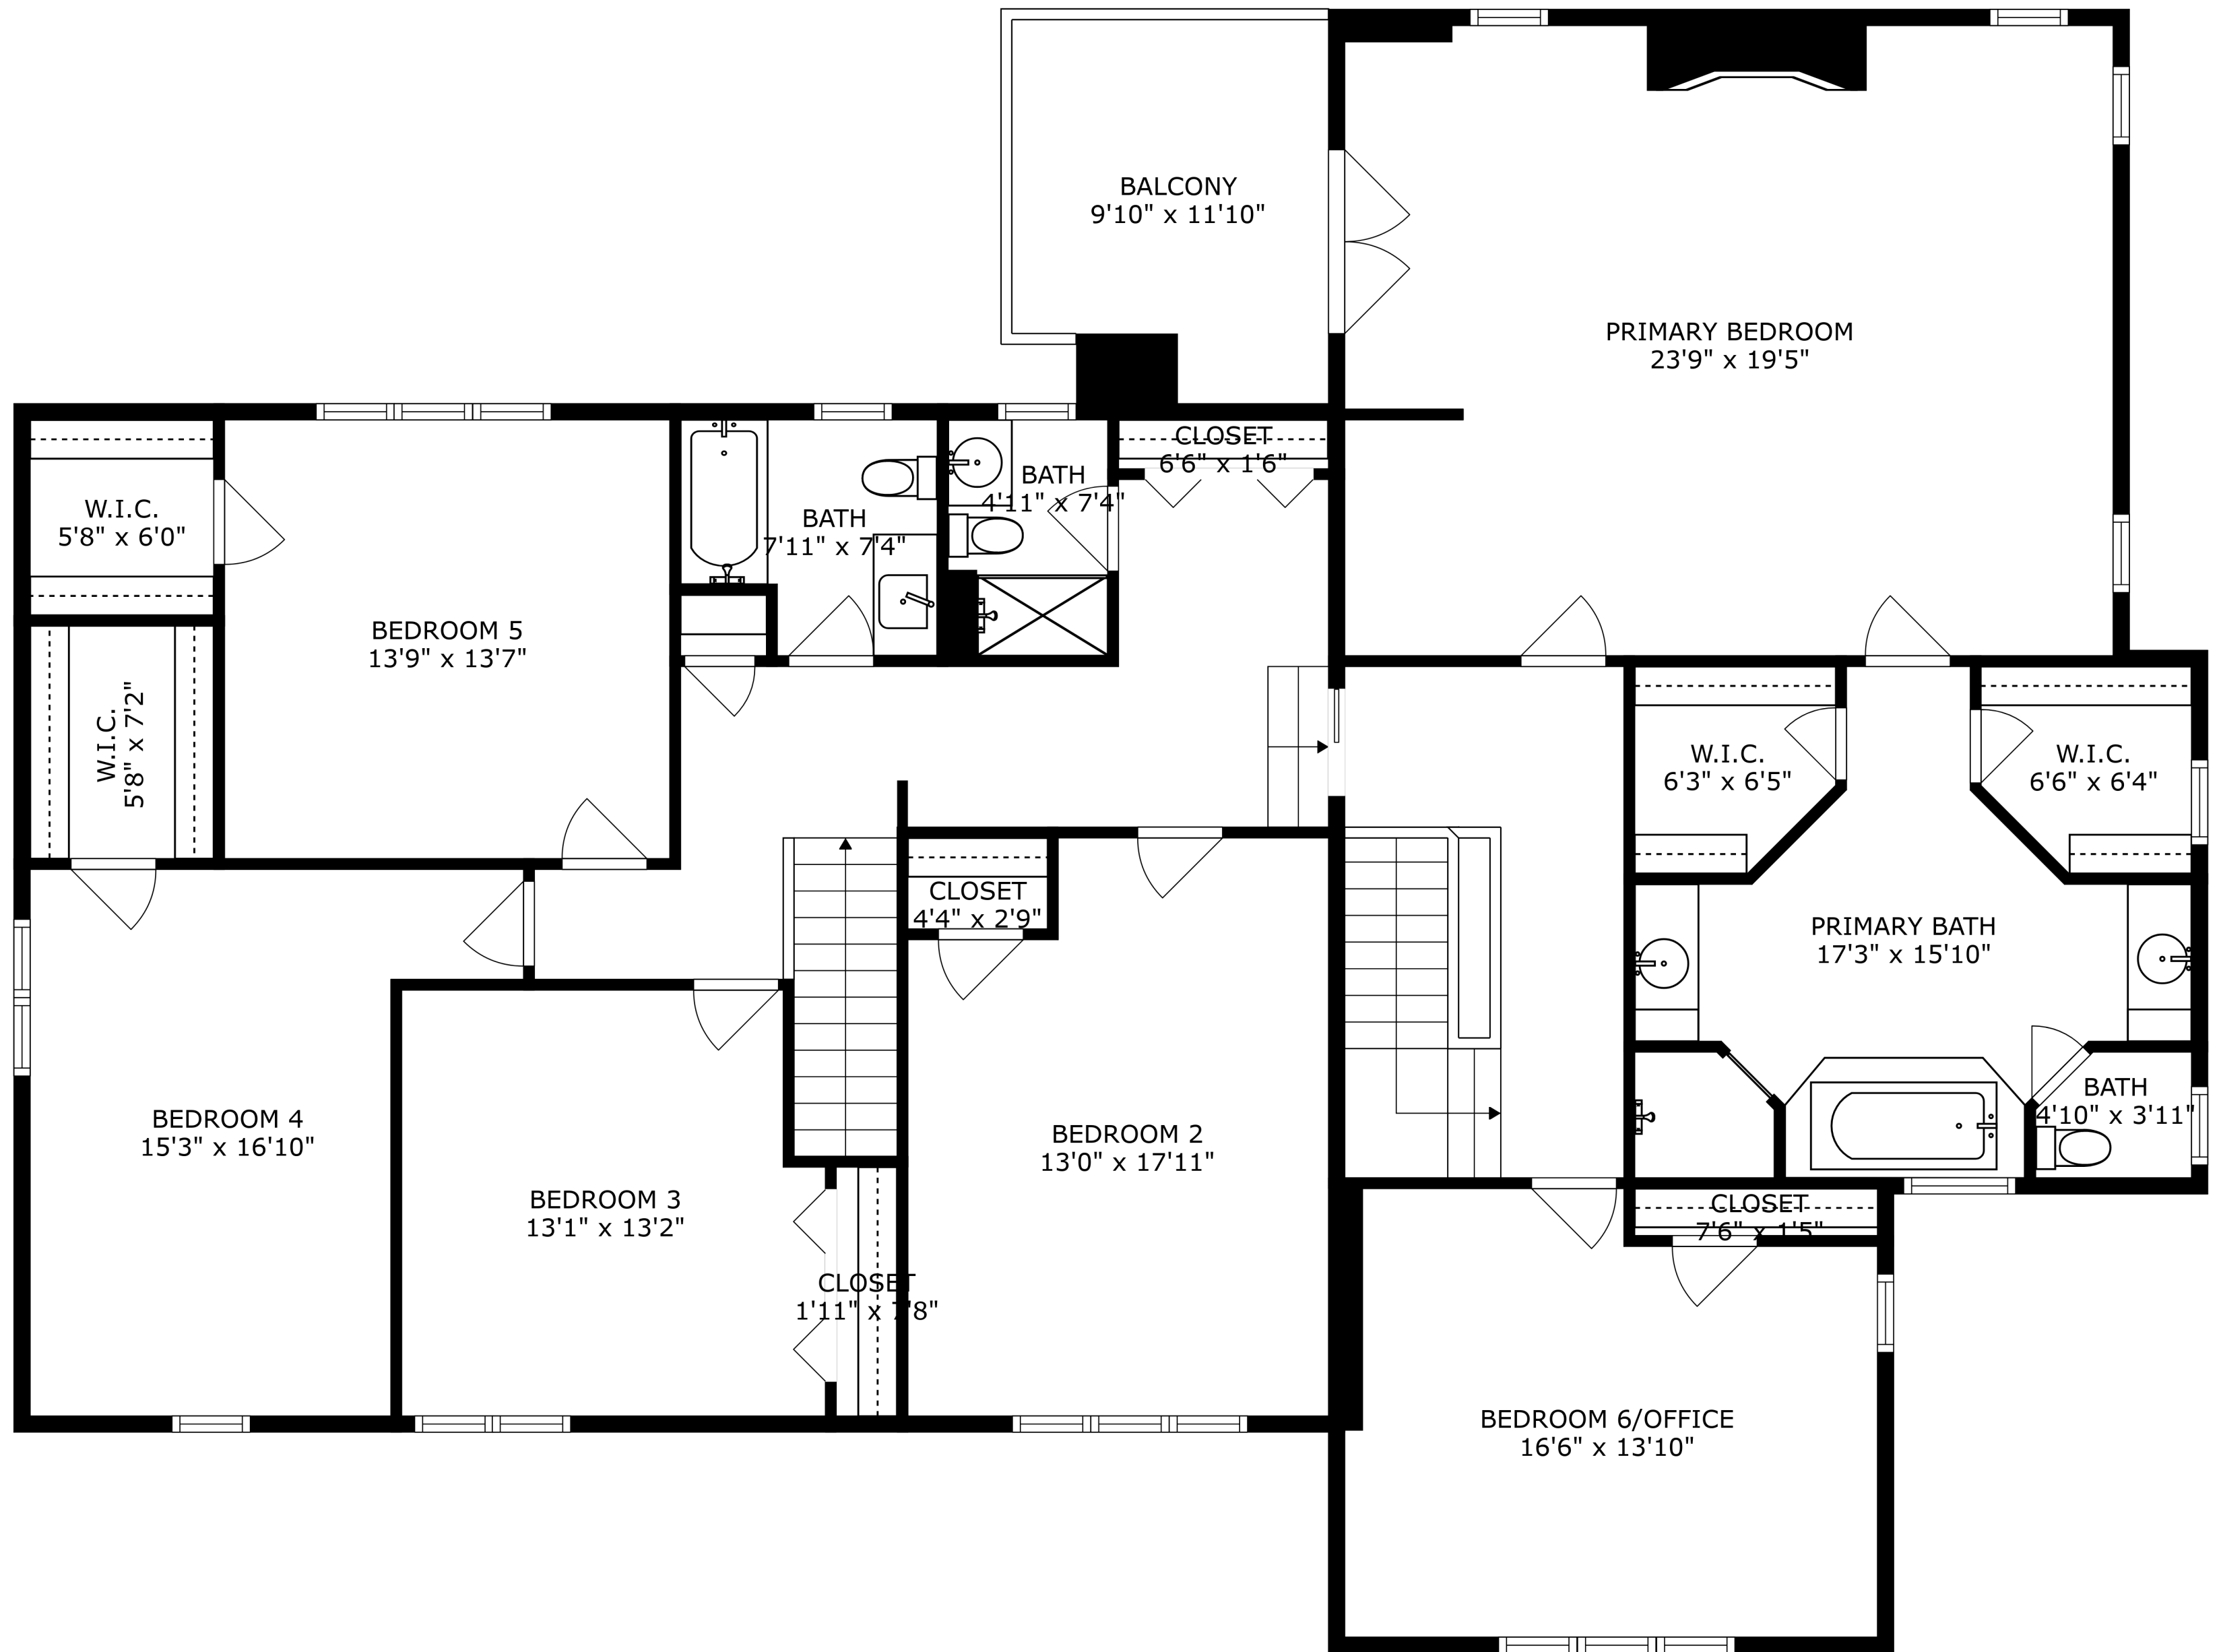 BALCONY
9'10" x 11'10"
PRIMARY BEDROOM
23'9" x 19'5"
CLOSET
6'6" x 1'6"
BATH
4'11" x 7'4"
BATH
7'11" x 7'4"
W.I.C.
5'8" x 6'0"
BEDROOM 5
13'9" x 13'7"
W.I.C.
5'8" x 7'2"
W.I.C.
6'3" x 6'5"
W.I.C.
6'6" x 6'4"
CLOSET
4'4" x 2'9"
PRIMARY BATH
17'3" x 15'10"
BATH
4'10" x 3'11"
BEDROOM 4
15'3" x 16'10"
BEDROOM 2
13'0" x 17'11"
BEDROOM 3
13'1" x 13'2"
CLOSET
7'6" x 1'5"
CLOSET
1'11" x 7'8"
BEDROOM 6/OFFICE
16'6" x 13'10"